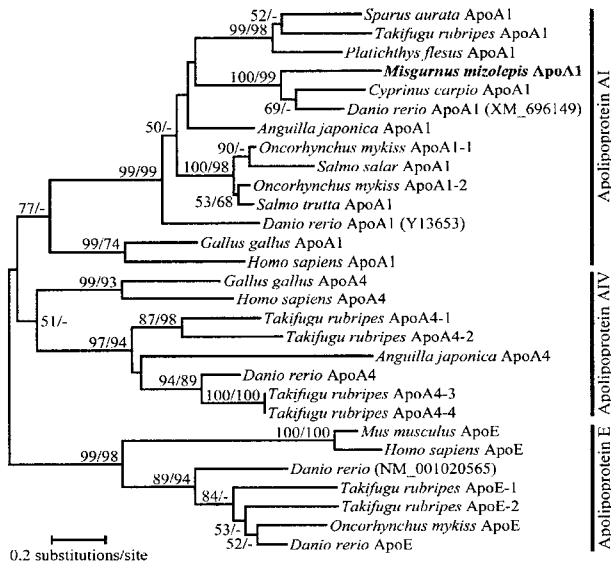 52/-
Sparus aurata ApoA1
99/98
Takifugu rubripes ApoA1
Platichthys flesus ApoA1
Misgurnus mizolepis ApoA1
100/99
Cyprinus carpio ApoA1
69/-
Danio rerio ApoA1 (XM_696149)
50/-
Anguilla japonica ApoA1
90/-
Oncorhynchus mykiss ApoA1-1
99/99
100/98
Salmo salar ApoA1
Oncorhynchus mykiss ApoA1-2
53/68
Salmo trutta ApoA1
77/-
Danio rerio ApoA1 (Y13653)
99/74
Gallus gallus ApoA1
Homo sapiens ApoA1
99/93
Gallus gallus ApoA4
Homo sapiens ApoA4
51/-
87/98
Takifugu rubripes ApoA4-1
97/94
Takifugu rubripes ApoA4-2
Anguilla japonica ApoA4
94/89
Danio rerio ApoA4
100/100
Takifugu rubripes ApoA4-3
Takifugu rubripes ApoA4-4
100/100
Mus musculus ApoE
99/98
Homo sapiens ApoE
89/94
Danio rerio (NM_001020565)
84/-
Takifugu rubripes ApoE-1
Takifugu rubripes ApoE-2
53/-
Oncorhynchus mykiss ApoE
52/-
Danio rerio ApoE
0.2 substitutions/site
Apolipoprotein AI
Apolipoprotein AIV
Apolipoprotein E